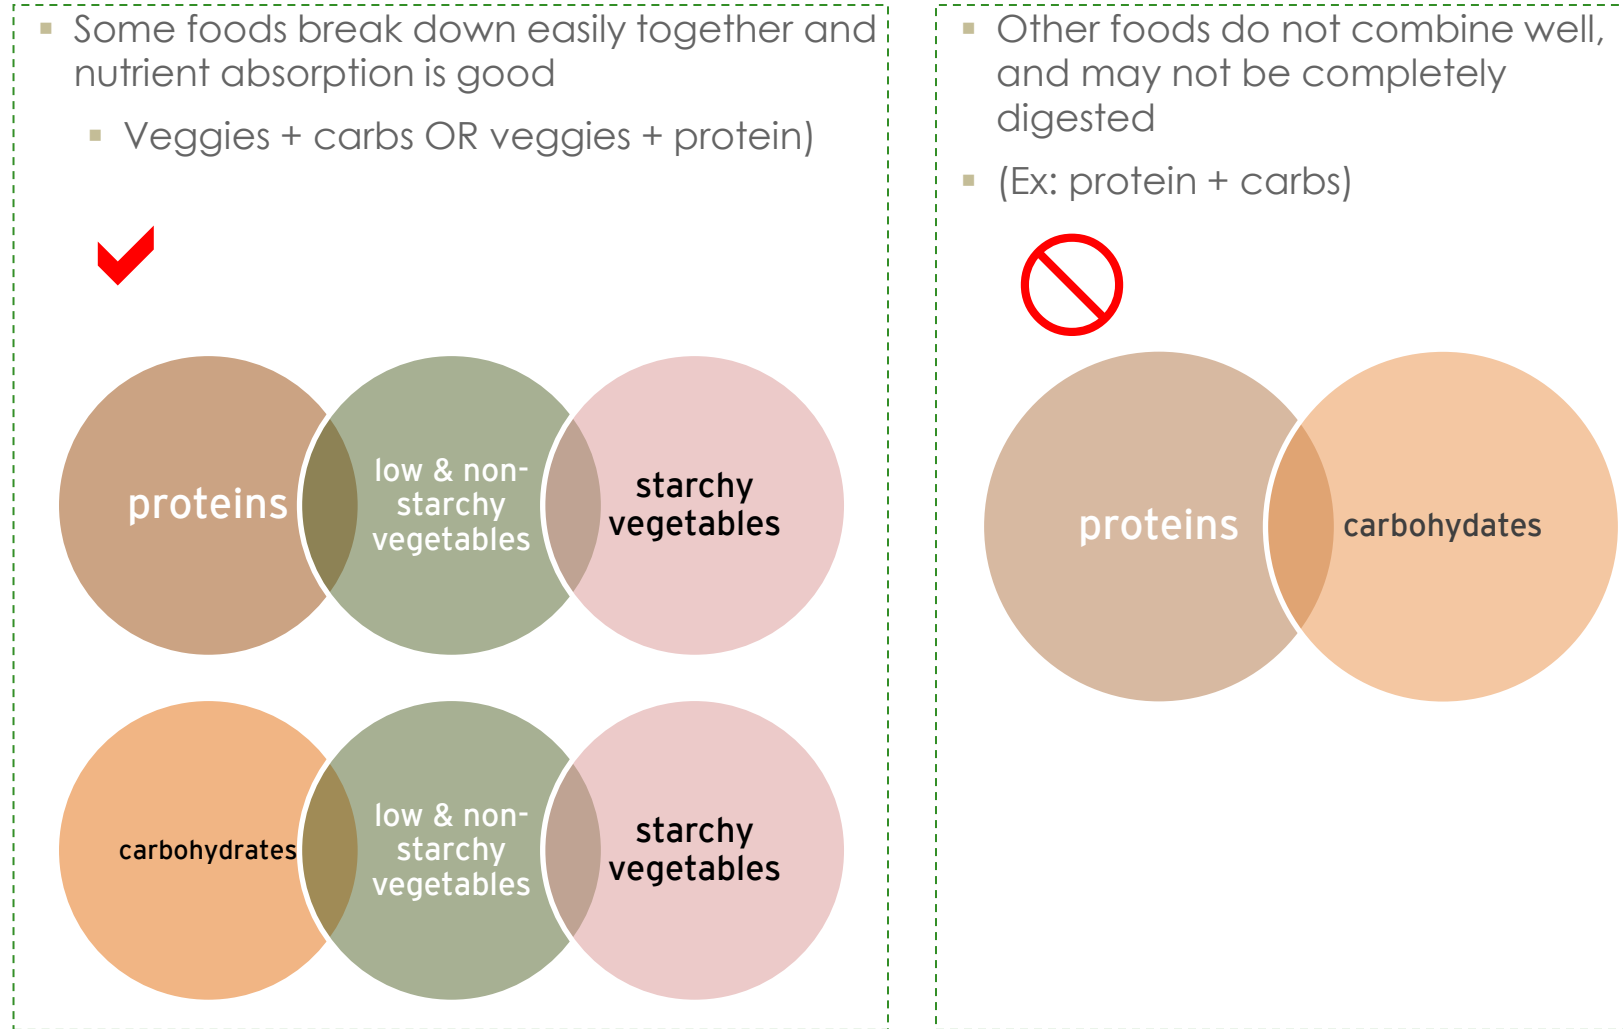 Some foods break down easily together and
nutrient absorption is good
Veggies + carbs OR veggies + protein)
proteins
low & non-
starchy
vegetables
starchy
vegetables
carbohydrates
low & non-
starchy
vegetables
starchy
vegetables
Other foods do not combine well,
and may not be completely
digested
(Ex: protein + carbs)
proteins
carbohydates